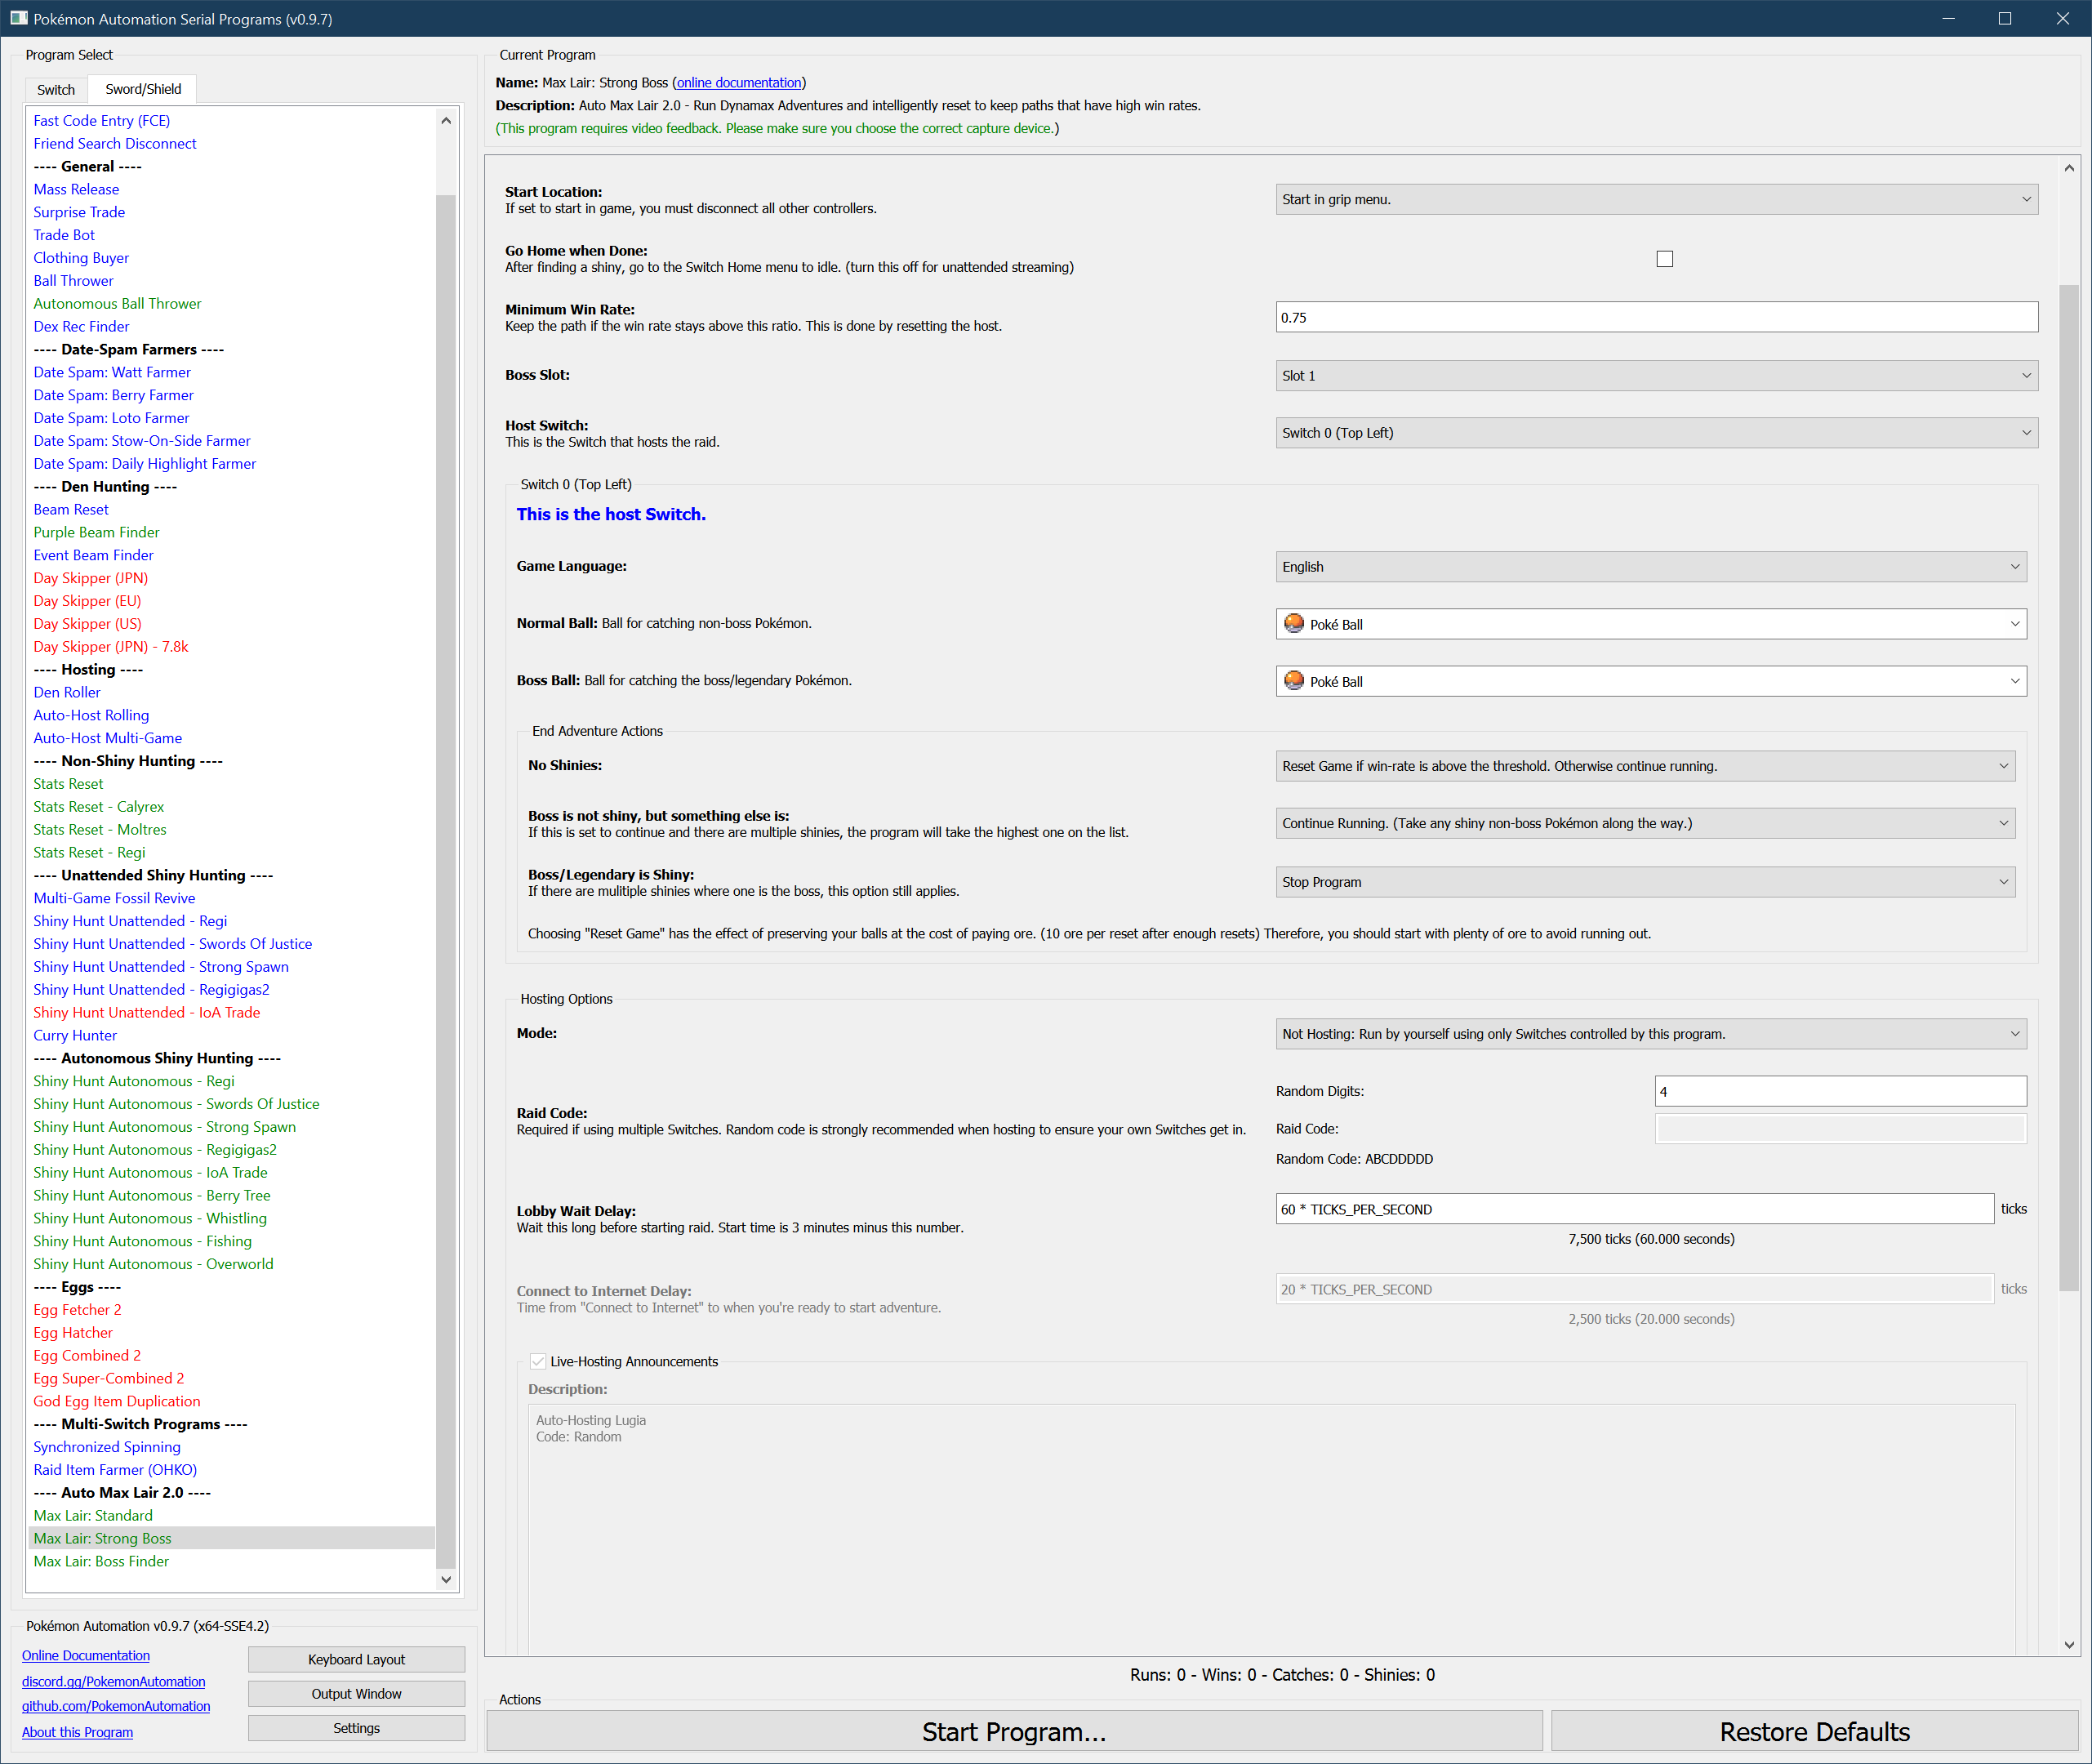 Pokémon Automation Serial Programs (v0.9.7)
Program Select
Switch
Sword/Shield
Fast Code Entry (FCE)
Friend Search Disconnect
---- General ----
Mass Release
Surprise Trade
Trade Bot
Clothing Buyer
Ball Thrower
Autonomous Ball Thrower
Dex Rec Finder
---- Date-Spam Farmers ----
Date Spam: Watt Farmer
Date Spam: Berry Farmer
Date Spam: Loto Farmer
Date Spam: Stow-On-Side Farmer
Date Spam: Daily Highlight Farmer
---- Den Hunting ----
Beam Reset
Purple Beam Finder
Event Beam Finder
Day Skipper (JPN)
Day Skipper (EU)
Day Skipper (US)
Day Skipper (JPN) - 7.8k
---- Hosting ----
Den Roller
Auto-Host Rolling
Auto-Host Multi-Game
---- Non-Shiny Hunting ----
Stats Reset
Stats Reset - Calyrex
Stats Reset - Moltres
Stats Reset - Regi
---- Unattended Shiny Hunting ----
Multi-Game Fossil Revive
Shiny Hunt Unattended - Regi
Shiny Hunt Unattended - Swords Of Justice
Shiny Hunt Unattended - Strong Spawn
Shiny Hunt Unattended - Regigigas2
Shiny Hunt Unattended - IoA Trade
Curry Hunter
---- Autonomous Shiny Hunting ----
Shiny Hunt Autonomous - Regi
Shiny Hunt Autonomous - Swords Of Justice
Shiny Hunt Autonomous - Strong Spawn
Shiny Hunt Autonomous - Regigigas2
Shiny Hunt Autonomous - IoA Trade
Shiny Hunt Autonomous - Berry Tree
Shiny Hunt Autonomous - Whistling
Shiny Hunt Autonomous - Fishing
Shiny Hunt Autonomous - Overworld
---- Eggs ----
Egg Fetcher 2
Egg Hatcher
Egg Combined 2
Egg Super-Combined 2
God Egg Item Duplication
---- Multi-Switch Programs ----
Synchronized Spinning
Raid Item Farmer (OHKO)
---- Auto Max Lair 2.0 ----
Max Lair: Standard
Max Lair: Strong Boss
Max Lair: Boss Finder
Pokémon Automation v0.9.7 (x64-SSE4.2)
Online Documentation
discord.gg/PokemonAutomation
github.com/PokemonAutomation
About this Program
Keyboard Layout
Output Window
Settings
Current Program
Name: Max Lair: Strong Boss (online documentation)
Description: Auto Max Lair 2.0 - Run Dynamax Adventures and intelligently reset to keep paths that have high win rates.
(This program requires video feedback. Please make sure you choose the correct capture device.)
Start Location:
If set to start in game, you must disconnect all other controllers.
Start in grip menu.
Go Home when Done:
After finding a shiny, go to the Switch Home menu to idle. (turn this off for unattended streaming)
Minimum Win Rate:
Keep the path if the win rate stays above this ratio. This is done by resetting the host.
0.75
Boss Slot:
Slot 1
Host Switch:
This is the Switch that hosts the raid.
Switch 0 (Top Left)
Switch 0 (Top Left)
This is the host Switch.
Game Language:
English
Normal Ball: Ball for catching non-boss Pokémon.
Poké Ball
Boss Ball: Ball for catching the boss/legendary Pokémon.
Poké Ball
End Adventure Actions
No Shinies:
Reset Game if win-rate is above the threshold. Otherwise continue running.
Boss is not shiny, but something else is:
If this is set to continue and there are multiple shinies, the program will take the highest one on the list.
Continue Running. (Take any shiny non-boss Pokémon along the way.)
Boss/Legendary is Shiny:
If there are mulitiple shinies where one is the boss, this option still applies.
Stop Program
Choosing "Reset Game" has the effect of preserving your balls at the cost of paying ore. (10 ore per reset after enough resets) Therefore, you should start with plenty of ore to avoid running out.
Hosting Options
Mode:
Not Hosting: Run by yourself using only Switches controlled by this program.
Raid Code:
Required if using multiple Switches. Random code is strongly recommended when hosting to ensure your own Switches get in.
Random Digits:
4
Raid Code:
Random Code: ABCDDDDD
Lobby Wait Delay:
Wait this long before starting raid. Start time is 3 minutes minus this number.
60 * TICKS_PER_SECOND
ticks
7,500 ticks (60.000 seconds)
Connect to Internet Delay:
Time from "Connect to Internet" to when you're ready to start adventure.
20 * TICKS_PER_SECOND
ticks
2,500 ticks (20.000 seconds)
Live-Hosting Announcements
Description:
Auto-Hosting Lugia
Code: Random
Runs: 0 - Wins: 0 - Catches: 0 - Shinies: 0
Actions
Start Program...
Restore Defaults